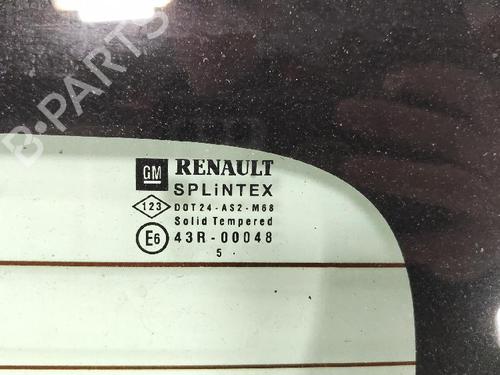 B-PARTS
GM RENAULT
SPLiNTEX
123 DOT24-AS2-M68
Solid Tempered
E6 43R-00048
5